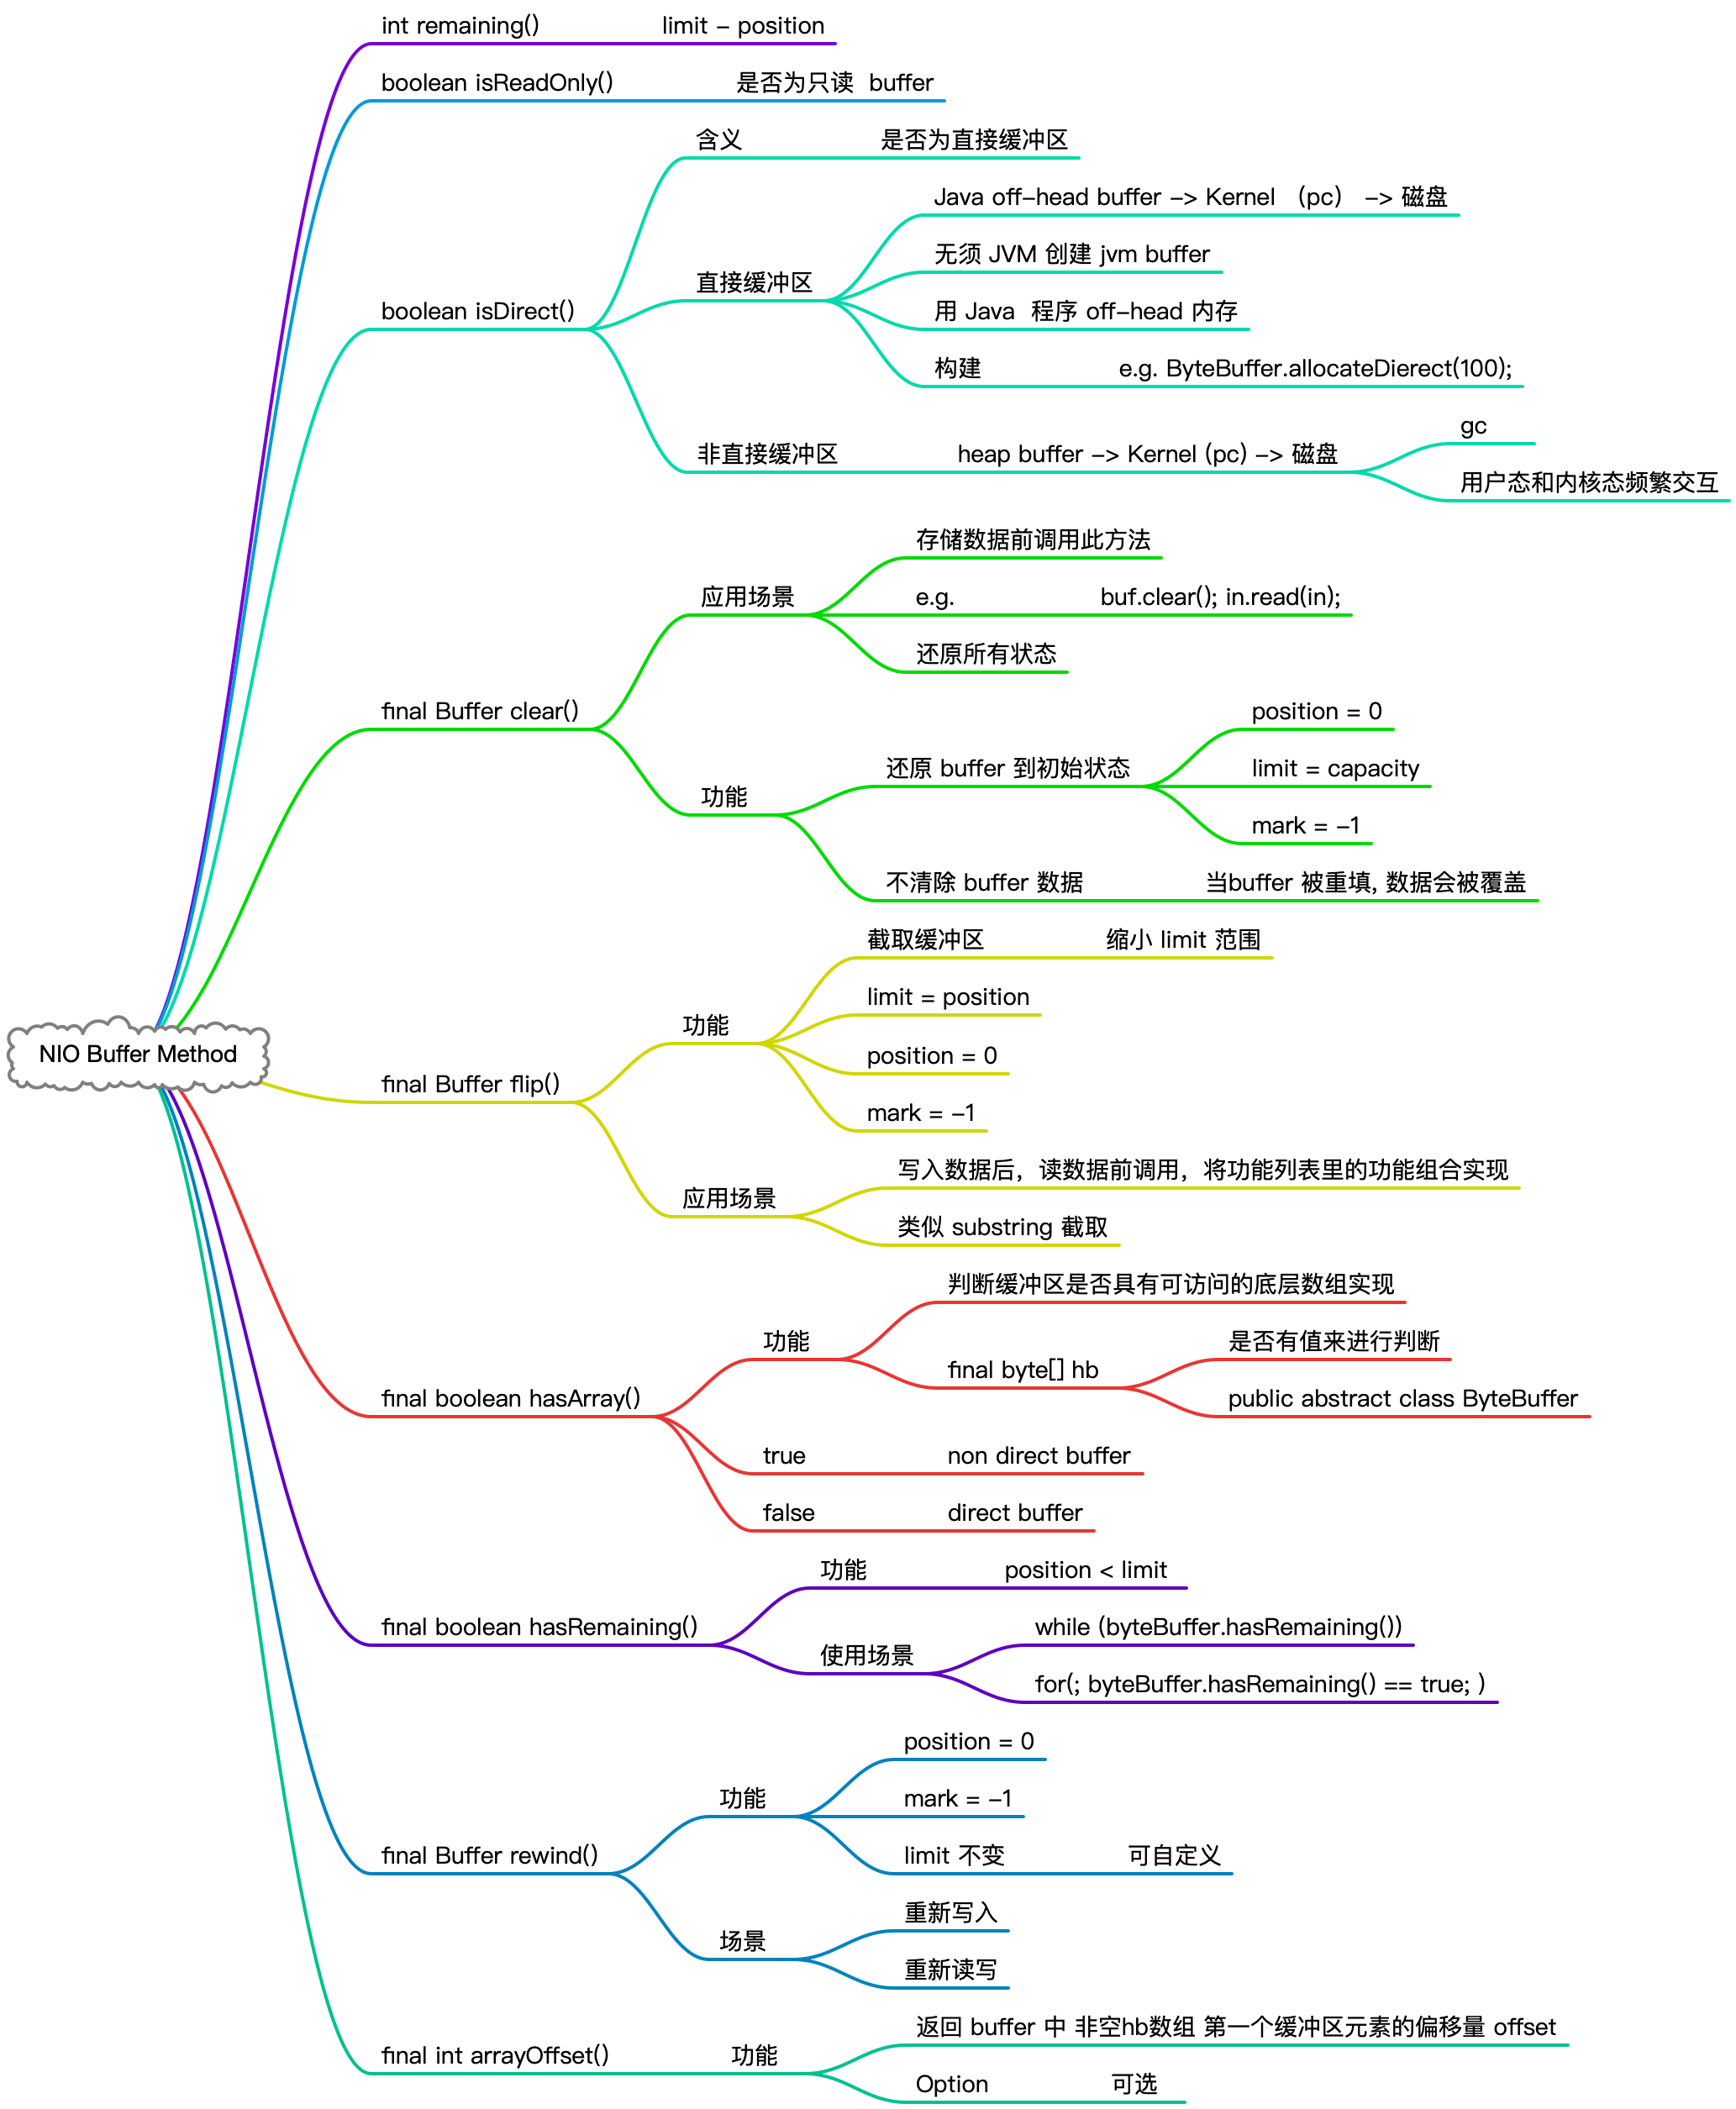 int remaining() limit - position
boolean isReadOnly() 是否为只读 buffer
含义 是否为直接缓冲区
Java off-head buffer -> Kernel （pc） -> 磁盘
无须 JVM 创建 jvm buffer
直接缓冲区
boolean isDirect()
用 Java 程序 off-head 内存
构建 e.g. ByteBuffer.allocateDierect(100);
gc
非直接缓冲区 heap buffer -> Kernel (pc) -> 磁盘
用户态和内核态频繁交互
存储数据前调用此方法
应用场景
e.g. buf.clear(); in.read(in);
还原所有状态
final Buffer clear()
position = 0
还原 buffer 到初始状态
limit = capacity
功能
mark = -1
不清除 buffer 数据 当buffer 被重填, 数据会被覆盖
截取缓冲区 缩小 limit 范围
limit = position
功能
position = 0
NIO Buffer Method
final Buffer flip()
mark = -1
写入数据后，读数据前调用，将功能列表里的功能组合实现
应用场景
类似 substring 截取
判断缓冲区是否具有可访问的底层数组实现
功能
是否有值来进行判断
final byte[] hb
final boolean hasArray()
public abstract class ByteBuffer
true non direct buffer
false direct buffer
功能 position < limit
final boolean hasRemaining()
while (byteBuffer.hasRemaining())
使用场景
for(; byteBuffer.hasRemaining() == true; )
position = 0
功能
mark = -1
final Buffer rewind()
limit 不变 可自定义
重新写入
场景
重新读写
返回 buffer 中 非空hb数组 第一个缓冲区元素的偏移量 offset
final int arrayOffset() 功能
Option 可选